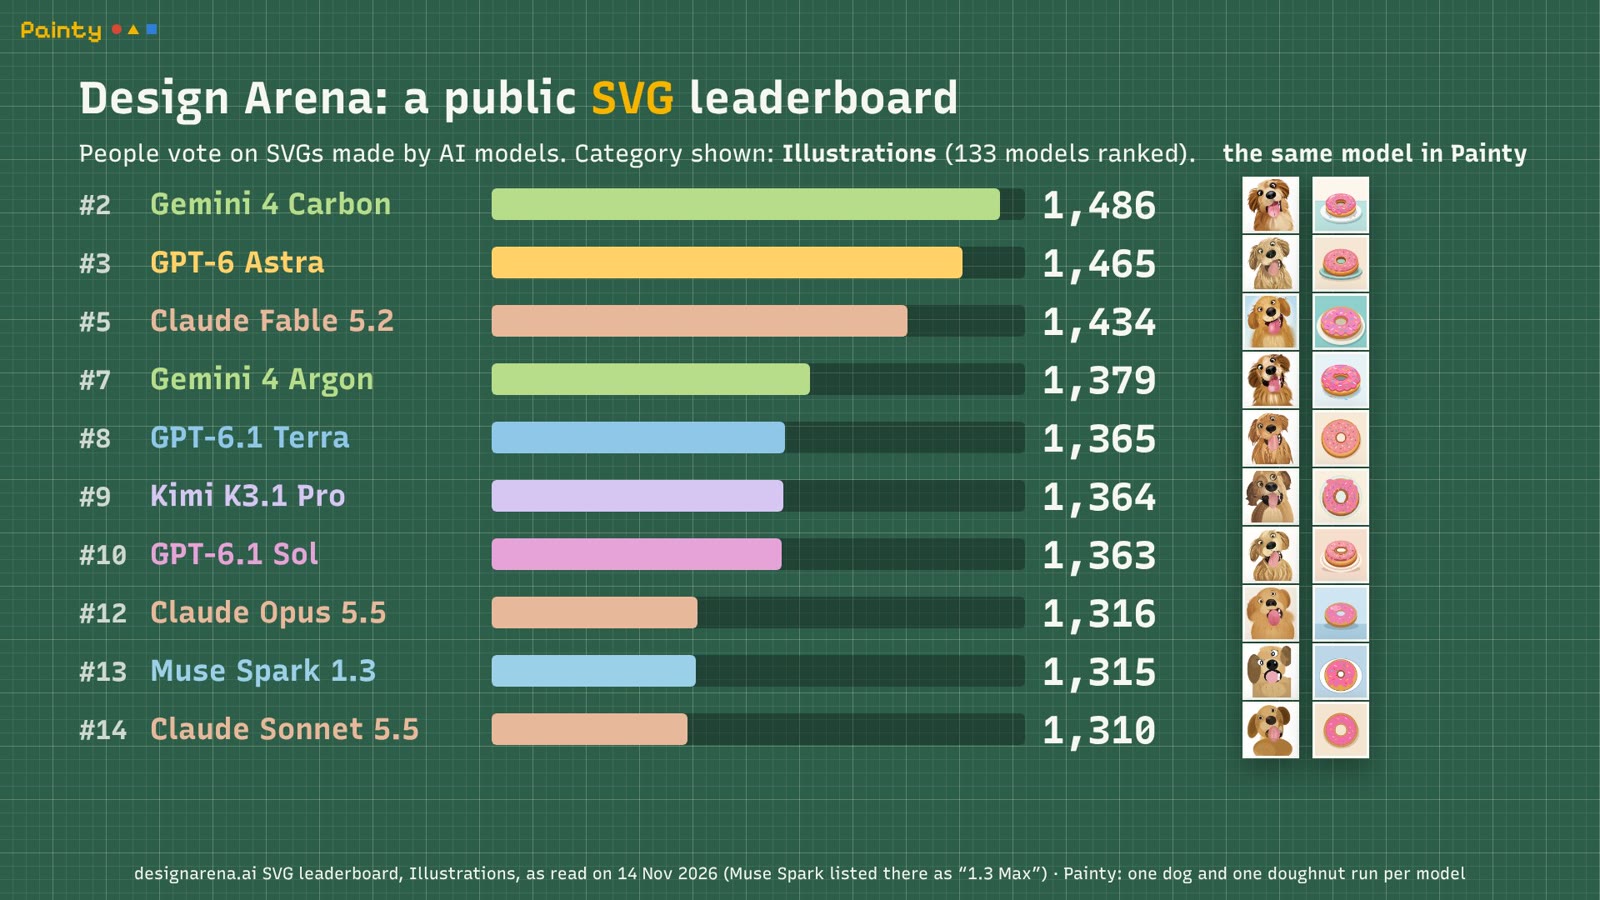 Painty
Design Arena: a public SVG leaderboard
People vote on SVGs made by AI models. Category shown: Illustrations (133 models ranked). the same model in Painty
#2 Gemini 4 Carbon 1,486
#3 GPT-6 Astra 1,465
#5 Claude Fable 5.2 1,434
#7 Gemini 4 Argon 1,379
#8 GPT-6.1 Terra 1,365
#9 Kimi K3.1 Pro 1,364
#10 GPT-6.1 Sol 1,363
#12 Claude Opus 5.5 1,316
#13 Muse Spark 1.3 1,315
#14 Claude Sonnet 5.5 1,310
designarena.ai SVG leaderboard, Illustrations, as read on 14 Nov 2026 (Muse Spark listed there as “1.3 Max”) · Painty: one dog and one doughnut run per model